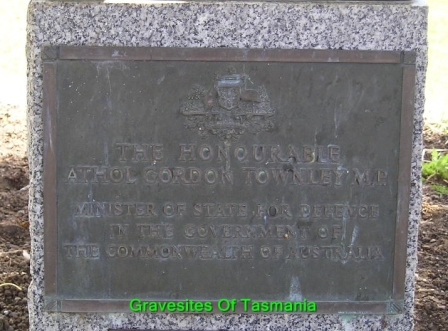 THE HONOURABLE
ATHOL GORDON TOWNLEY M.P.
MINISTER OF STATE FOR DEFENCE
IN THE GOVERNMENT OF
THE COMMONWEALTH OF AUSTRALIA
Gravesites Of Tasmania